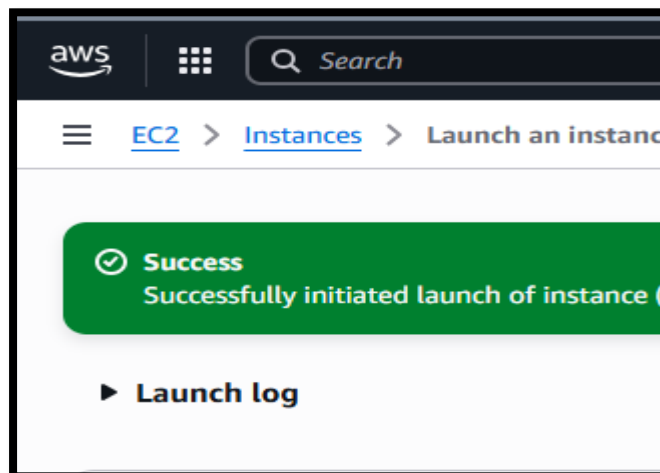 aws Search
EC2 > Instances > Launch an instanc
Success
Successfully initiated launch of instance (
Launch log